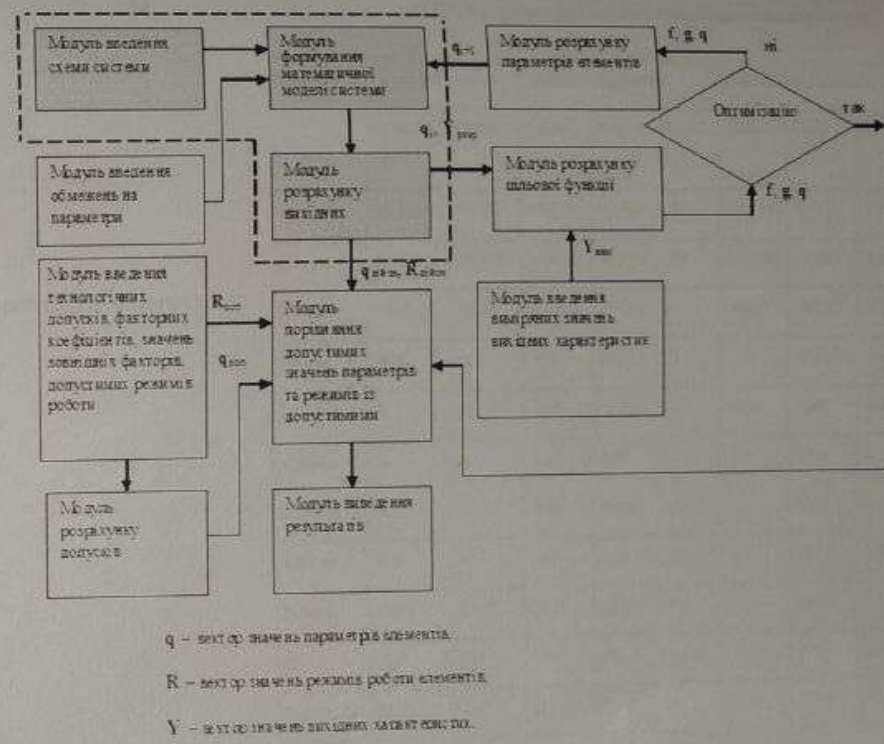 Модуль введення
схеми системи
Модуль
формування
математичної
моделі системи
Модуль розрахунку
параметрів елементів
f, g, q
ні
Оптимізацію
так
Модуль введення
обмежень на
параметри
Модуль
розрахунку
вихідних
Модуль розрахунку
цільової функції
f, g, q
Модуль введення
технологічних
допусків, факторних
коефіцієнтів, значень
зовнішніх факторів,
допустимих режимів
роботи
Модуль
порівняння
допустимих
значень параметрів
та режимів із
допустимими
Модуль введення
виміряних значень
вихідних характеристик
Модуль
розрахунку
допусків
Модуль виведення
результатів
q – вектор значень параметрів елементів,
R – вектор значень режимів роботи елементів,
Y – вектор значень вихідних характеристик.